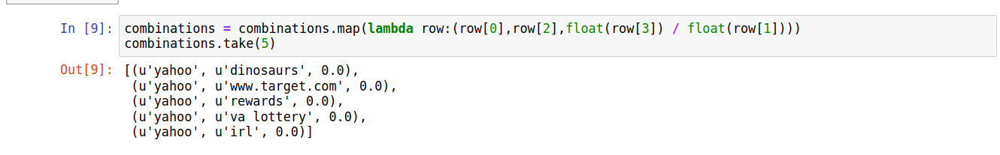 In [9]: combinations = combinations.map(lambda row:(row[0],row[2],float(row[3]) / float(row[1])))
combinations.take(5)
Out[9]: [(u'yahoo', u'dinosaurs', 0.0),
(u'yahoo', u'www.target.com', 0.0),
(u'yahoo', u'rewards', 0.0),
(u'yahoo', u'va lottery', 0.0),
(u'yahoo', u'irl', 0.0)]